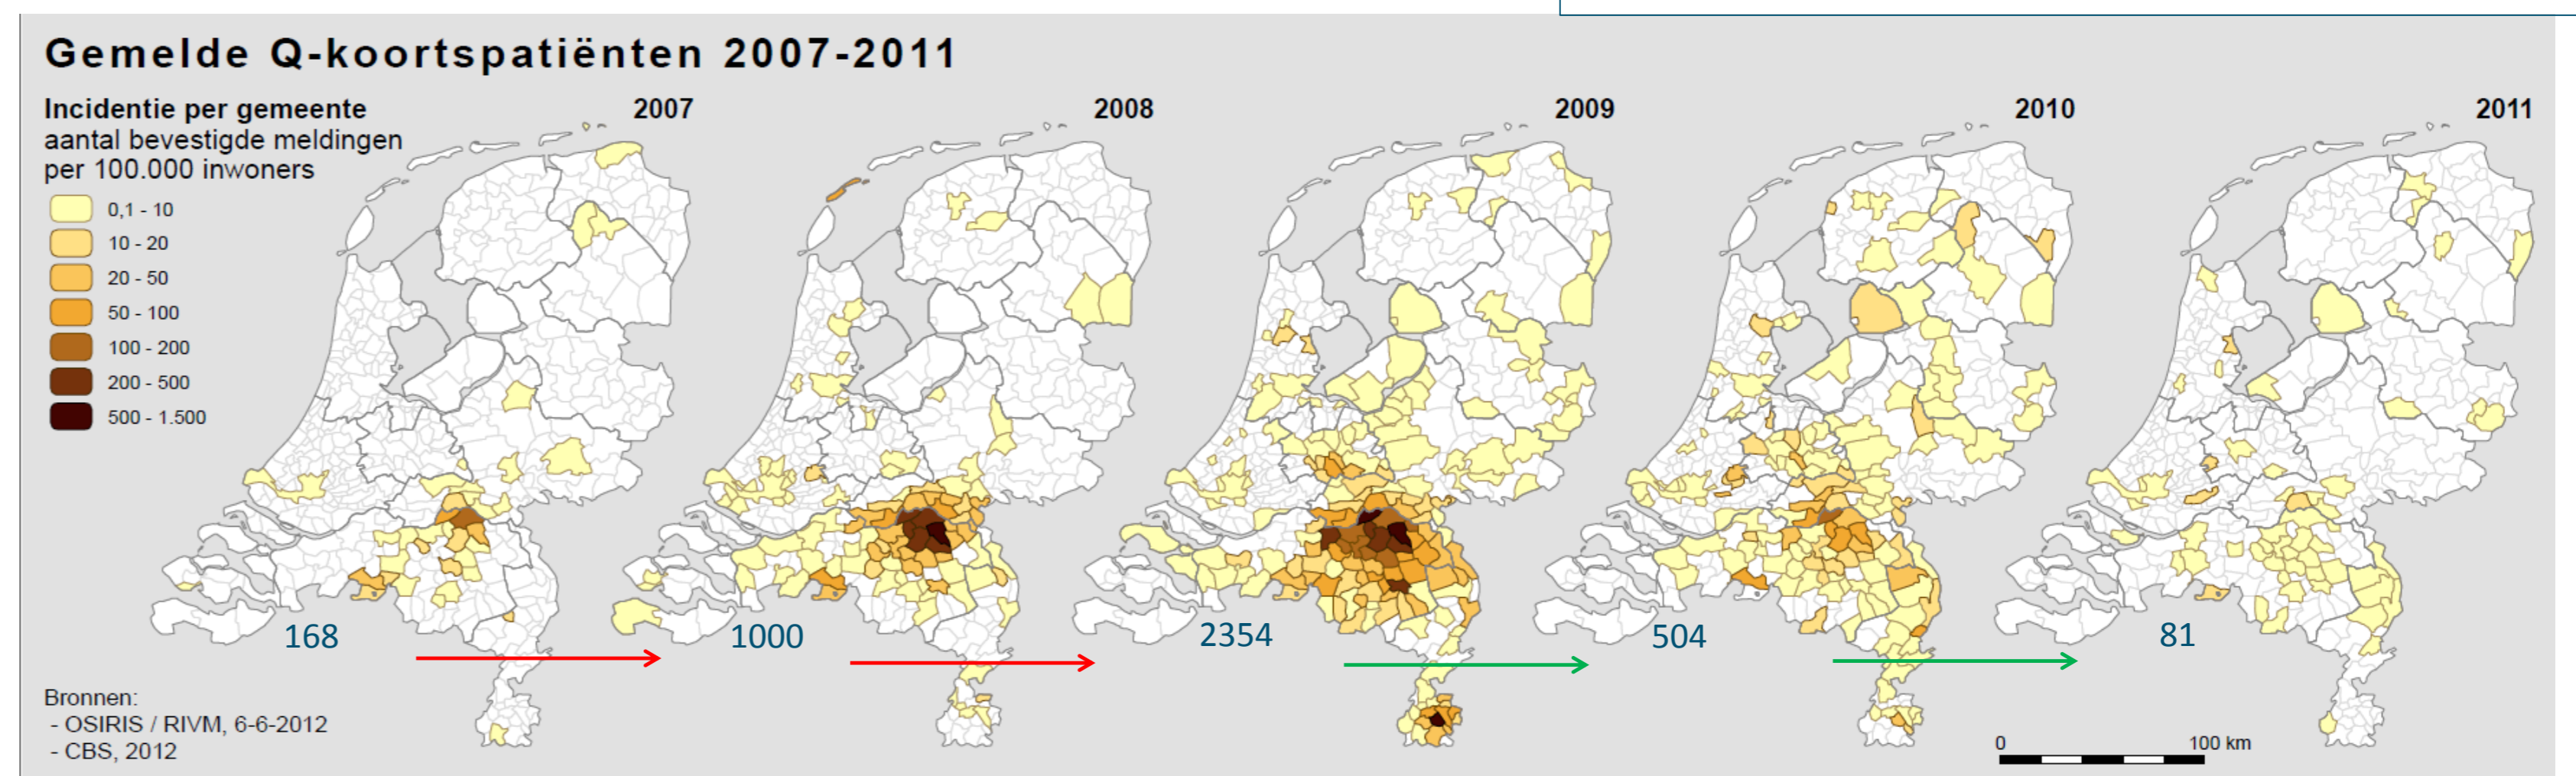 Gemelde Q-koortspatiënten 2007-2011
Incidentie per gemeente
aantal bevestigde meldingen
per 100.000 inwoners
0,1 - 10
10 - 20
20 - 50
50 - 100
100 - 200
200 - 500
500 - 1.500
2007
2008
2009
2010
2011
168
1000
2354
504
81
Bronnen:
- OSIRIS / RIVM, 6-6-2012
- CBS, 2012
0 100 km